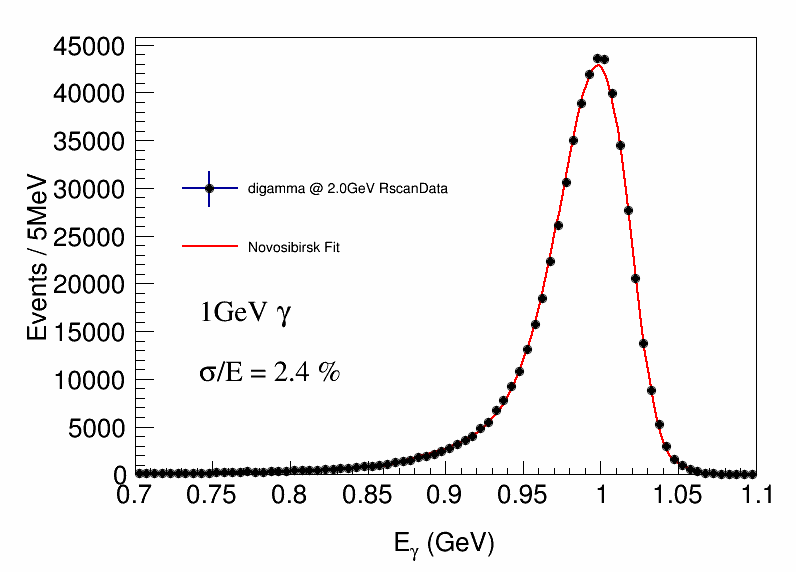 45000
40000
35000
30000
25000
20000
15000
10000
5000
0
Events / 5MeV
digamma @ 2.0GeV RscanData
Novosibirsk Fit
1GeV γ
σ/E = 2.4 %
0.7 0.75 0.8 0.85 0.9 0.95 1 1.05 1.1
Eγ (GeV)